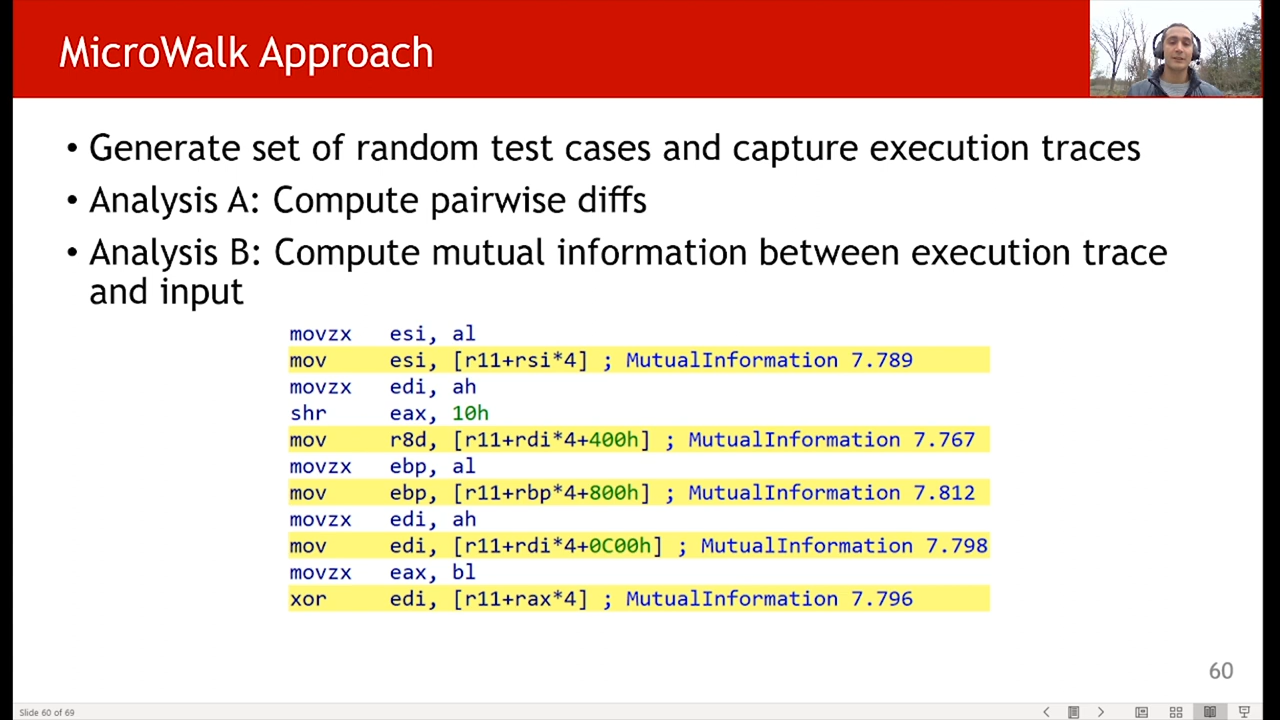 MicroWalk Approach
• Generate set of random test cases and capture execution traces
• Analysis A: Compute pairwise diffs
• Analysis B: Compute mutual information between execution trace
and input
movzx esi, al
mov esi, [r11+rsi*4] ; MutualInformation 7.789
movzx edi, ah
shr eax, 10h
mov r8d, [r11+rdi*4+400h] ; MutualInformation 7.767
movzx ebp, al
mov ebp, [r11+rbp*4+800h] ; MutualInformation 7.812
movzx edi, ah
mov edi, [r11+rdi*4+0C00h] ; MutualInformation 7.798
movzx eax, bl
xor edi, [r11+rax*4] ; MutualInformation 7.796
60
Slide 60 of 69